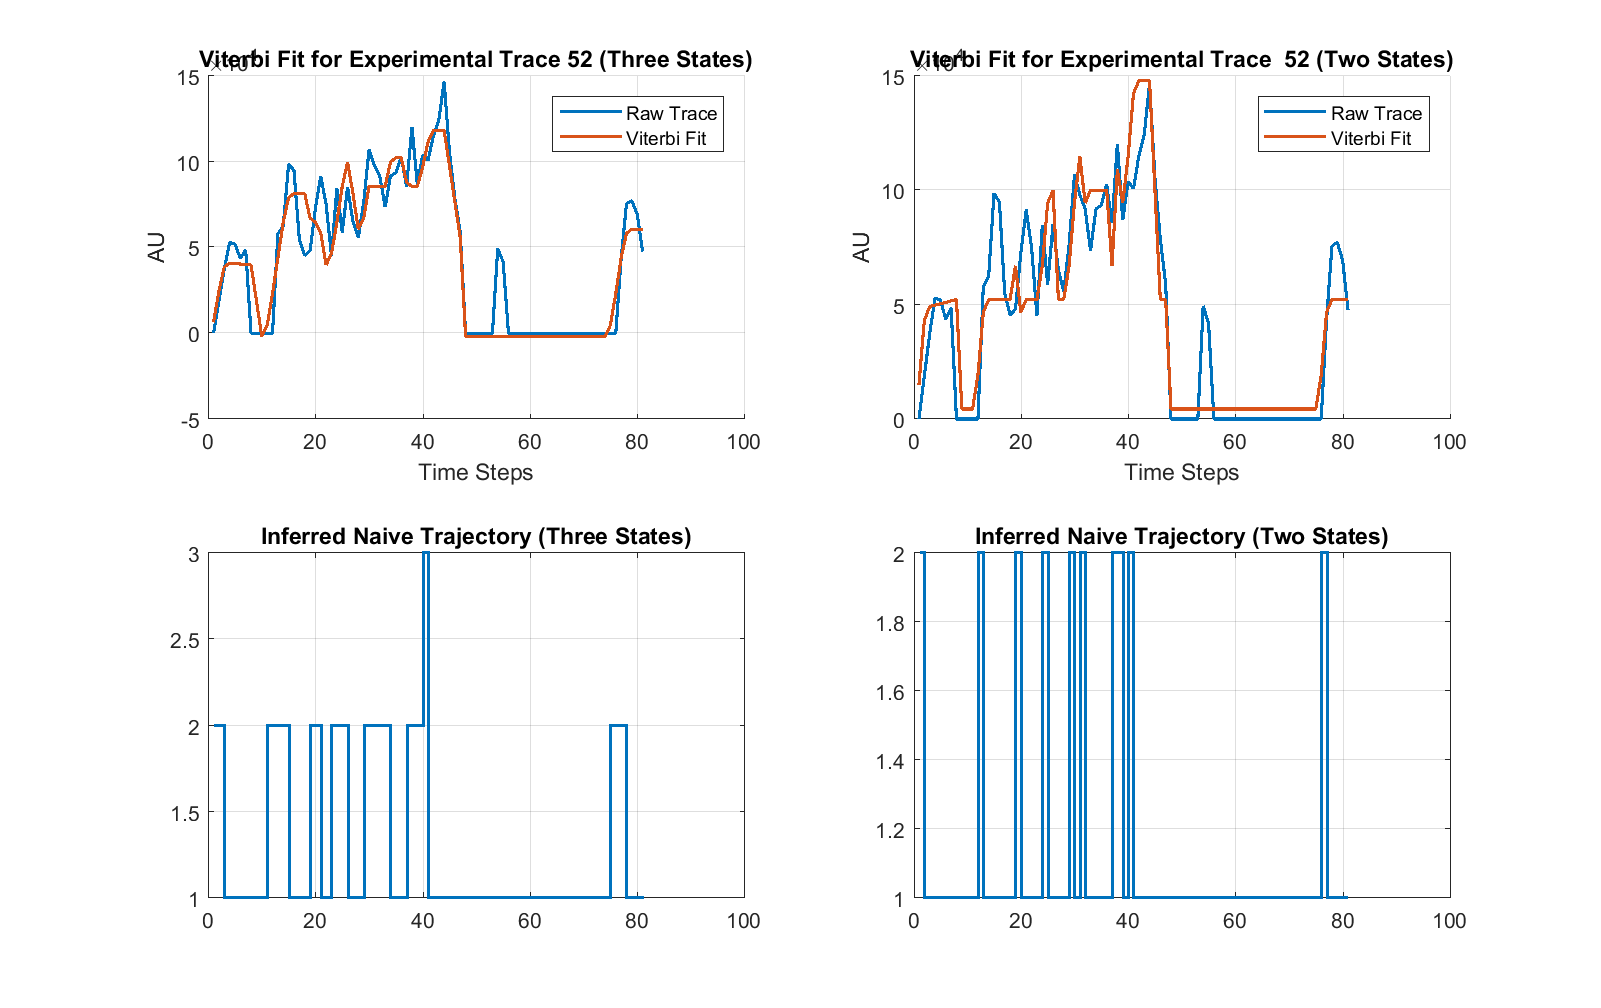 Viterbi Fit for Experimental Trace 52 (Three States)
15
10
5
0
-5
0 20 40 60 80 100
AU
Time Steps
Raw Trace
Viterbi Fit
Viterbi Fit for Experimental Trace  52 (Two States)
15
10
5
0
0 20 40 60 80 100
AU
Time Steps
Raw Trace
Viterbi Fit
Inferred Naive Trajectory (Three States)
3
2.5
2
1.5
1
0 20 40 60 80 100
Inferred Naive Trajectory (Two States)
2
1.8
1.6
1.4
1.2
1
0 20 40 60 80 100